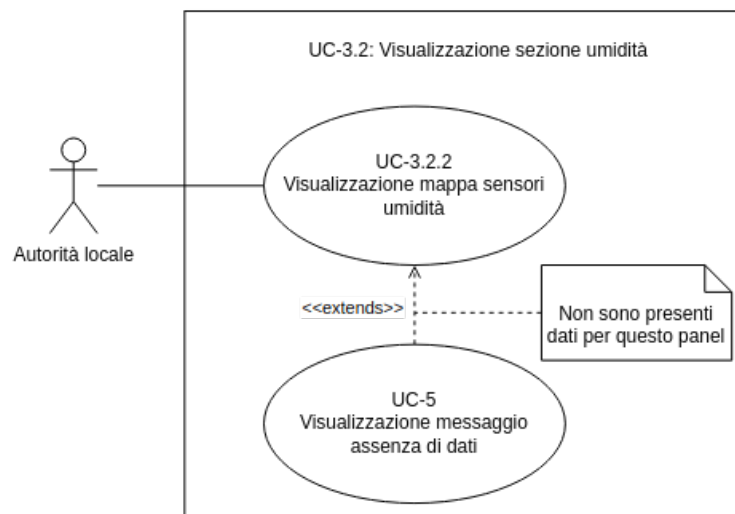 UC-3.2: Visualizzazione sezione umidità
UC-3.2.2
Visualizzazione mappa sensori
umidità
Autorità locale
<<extends>>
Non sono presenti
dati per questo panel
UC-5
Visualizzazione messaggio
assenza di dati